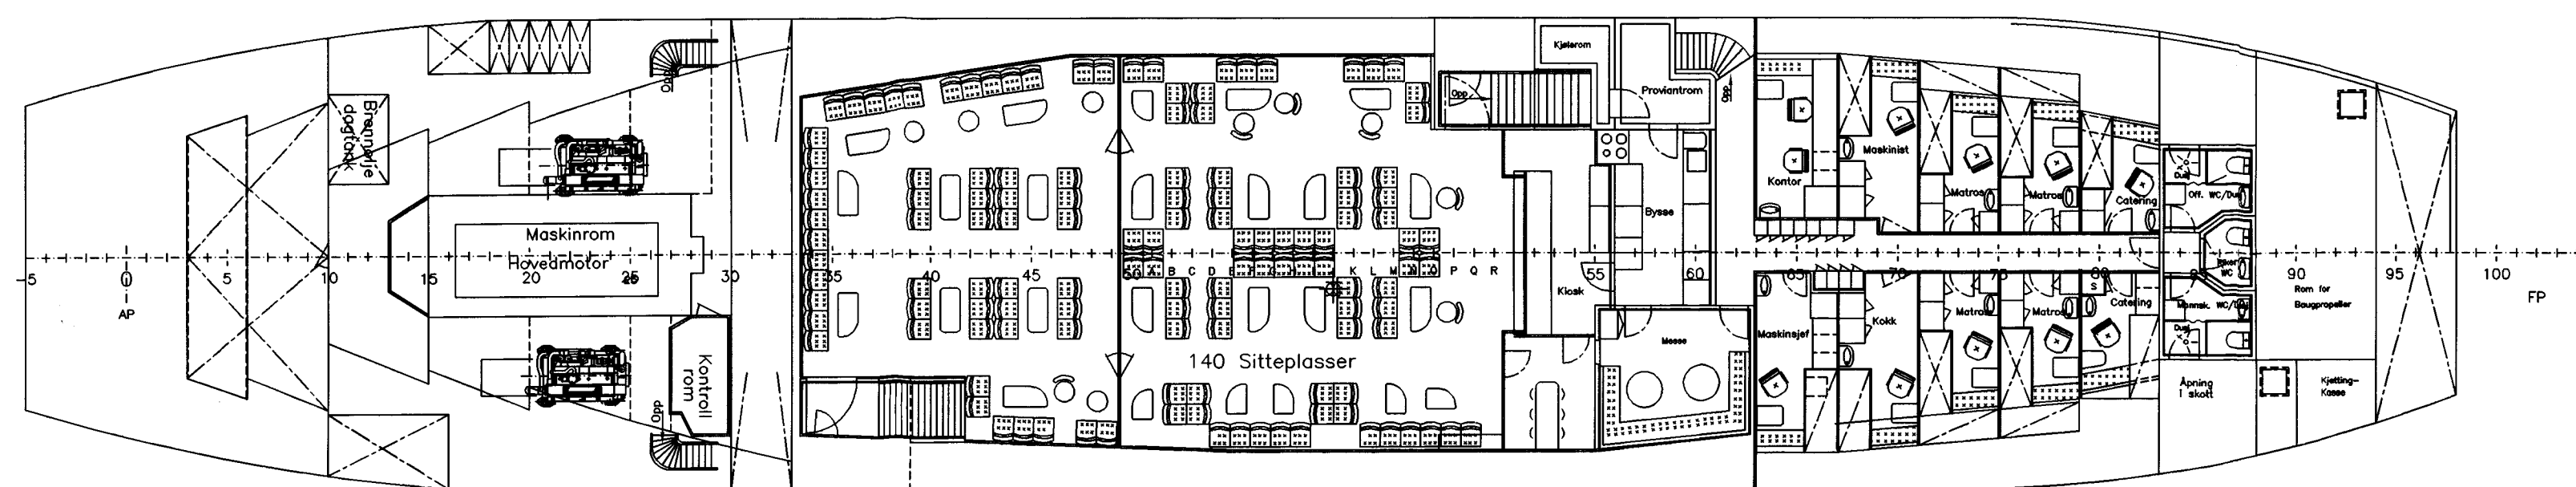 Kjølerom
Opp
Opp
Proviantrom
Opp
Brennolje
dagtank
Maskinist
Kontor
Matros
Matros
Catering
Dusj
Off. WC/Dusj
Bysse
Maskinrom
Hovedmotor
-5
0
5
10
15
20
25
30
35
40
45
50
A B C D E F G H I J K L M N O P Q R
55
60
65
70
75
80
85
90
95
100
AP
FP
WC
Rom for
Baugpropeller
Kiosk
Maskinsjef
Kokk
Matros
Matros
S
Catering
Mannsk. WC/Dusj
Dusj
Messe
140 Sitteplasser
Kontroll
rom
Opp
Åpning
i skott
Kjetting-
Kasse